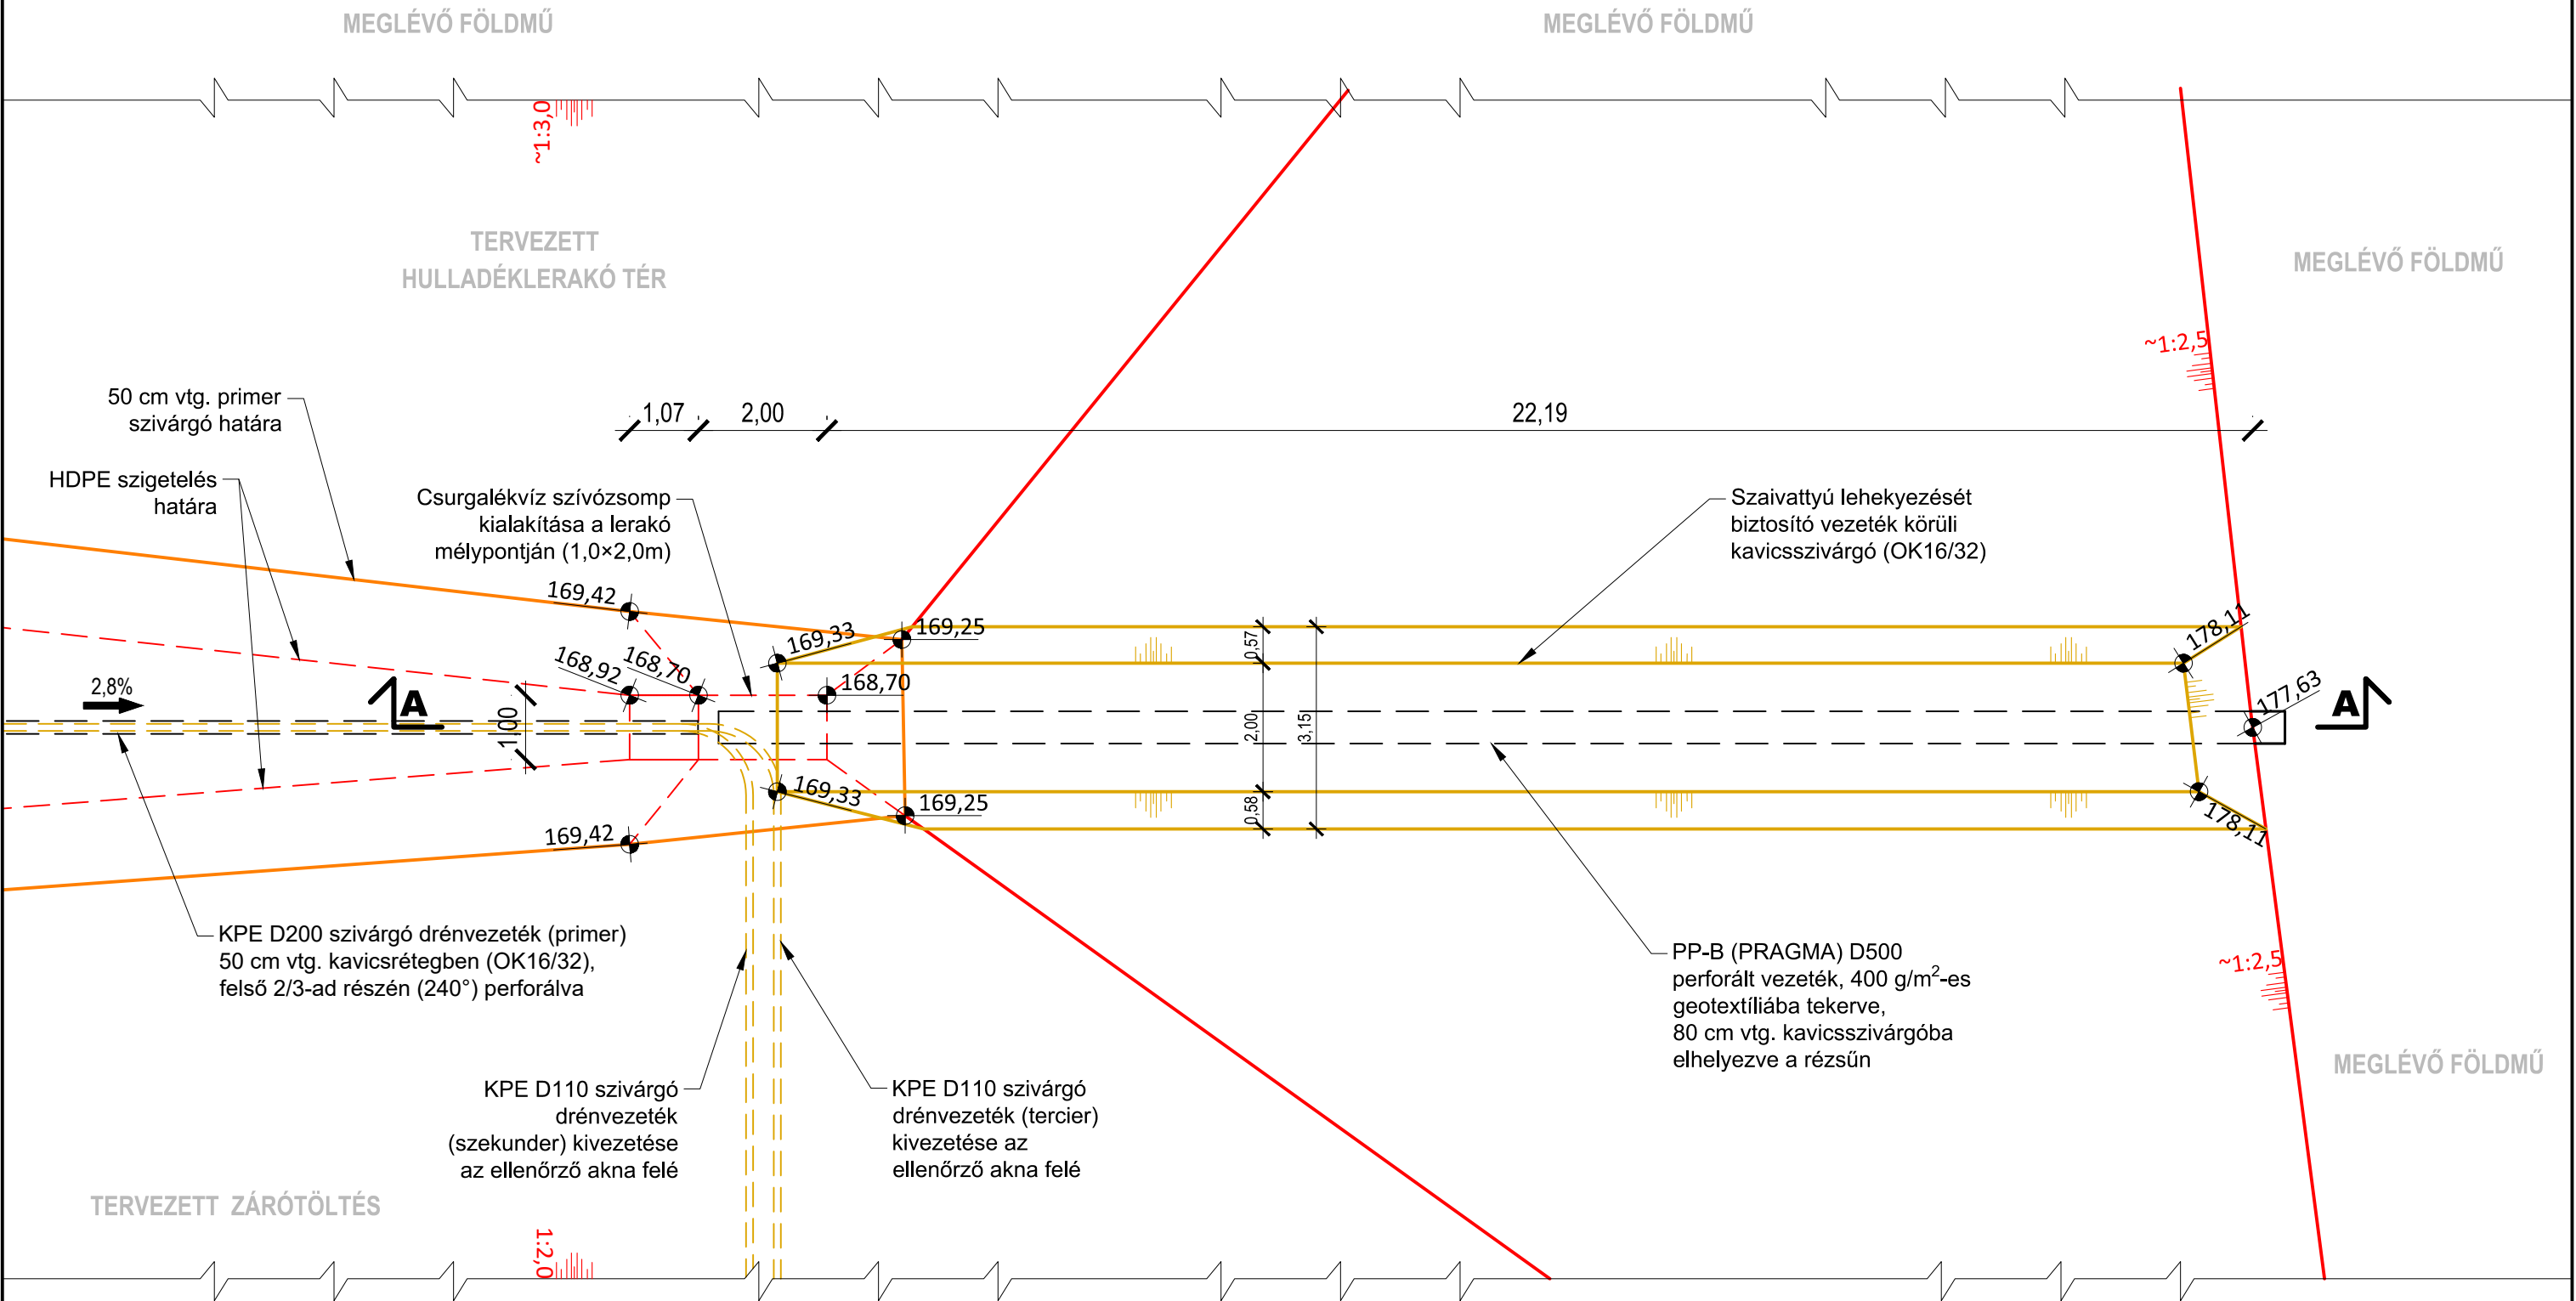 MEGLÉVŐ FÖLDMŰ
MEGLÉVŐ FÖLDMŰ
~1:3,0
TERVEZETT
HULLADÉKLERAKÓ TÉR
MEGLÉVŐ FÖLDMŰ
~1:2,5
50 cm vtg. primer
szivárgó határa
1,07
2,00
22,19
HDPE szigetelés
határa
Csurgalékvíz szívózsomp
kialakítása a lerakó
mélypontján (1,0×2,0m)
Szaivattyú lehekyezését
biztosító vezeték körüli
kavicsszivárgó (OK16/32)
169,42
169,33
169,25
0,57
178,11
168,92
168,70
168,70
2,8%
A
1,00
2,00
3,15
177,63
A
169,33
169,25
0,58
178,11
169,42
KPE D200 szivárgó drénvezeték (primer)
50 cm vtg. kavicsrétegben (OK16/32),
felső 2/3-ad részén (240°) perforálva
PP-B (PRAGMA) D500
perforált vezeték, 400 g/m²-es
geotextíliába tekerve,
80 cm vtg. kavicsszivárgóba
elhelyezve a rézsűn
~1:2,5
MEGLÉVŐ FÖLDMŰ
KPE D110 szivárgó
drénvezeték
(szekunder) kivezetése
az ellenőrző akna felé
KPE D110 szivárgó
drénvezeték (tercier)
kivezetése az
ellenőrző akna felé
TERVEZETT ZÁRÓTÖLTÉS
1:2,0